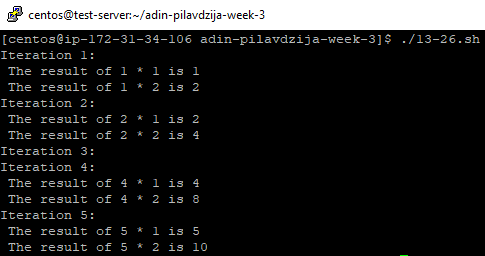 centos@test-server:~/adin-pilavdzija-week-3
[centos@ip-172-31-34-106 adin-pilavdzija-week-3]$ ./13-26.sh
Iteration 1:
 The result of 1 * 1 is 1
 The result of 1 * 2 is 2
Iteration 2:
 The result of 2 * 1 is 2
 The result of 2 * 2 is 4
Iteration 3:
Iteration 4:
 The result of 4 * 1 is 4
 The result of 4 * 2 is 8
Iteration 5:
 The result of 5 * 1 is 5
 The result of 5 * 2 is 10